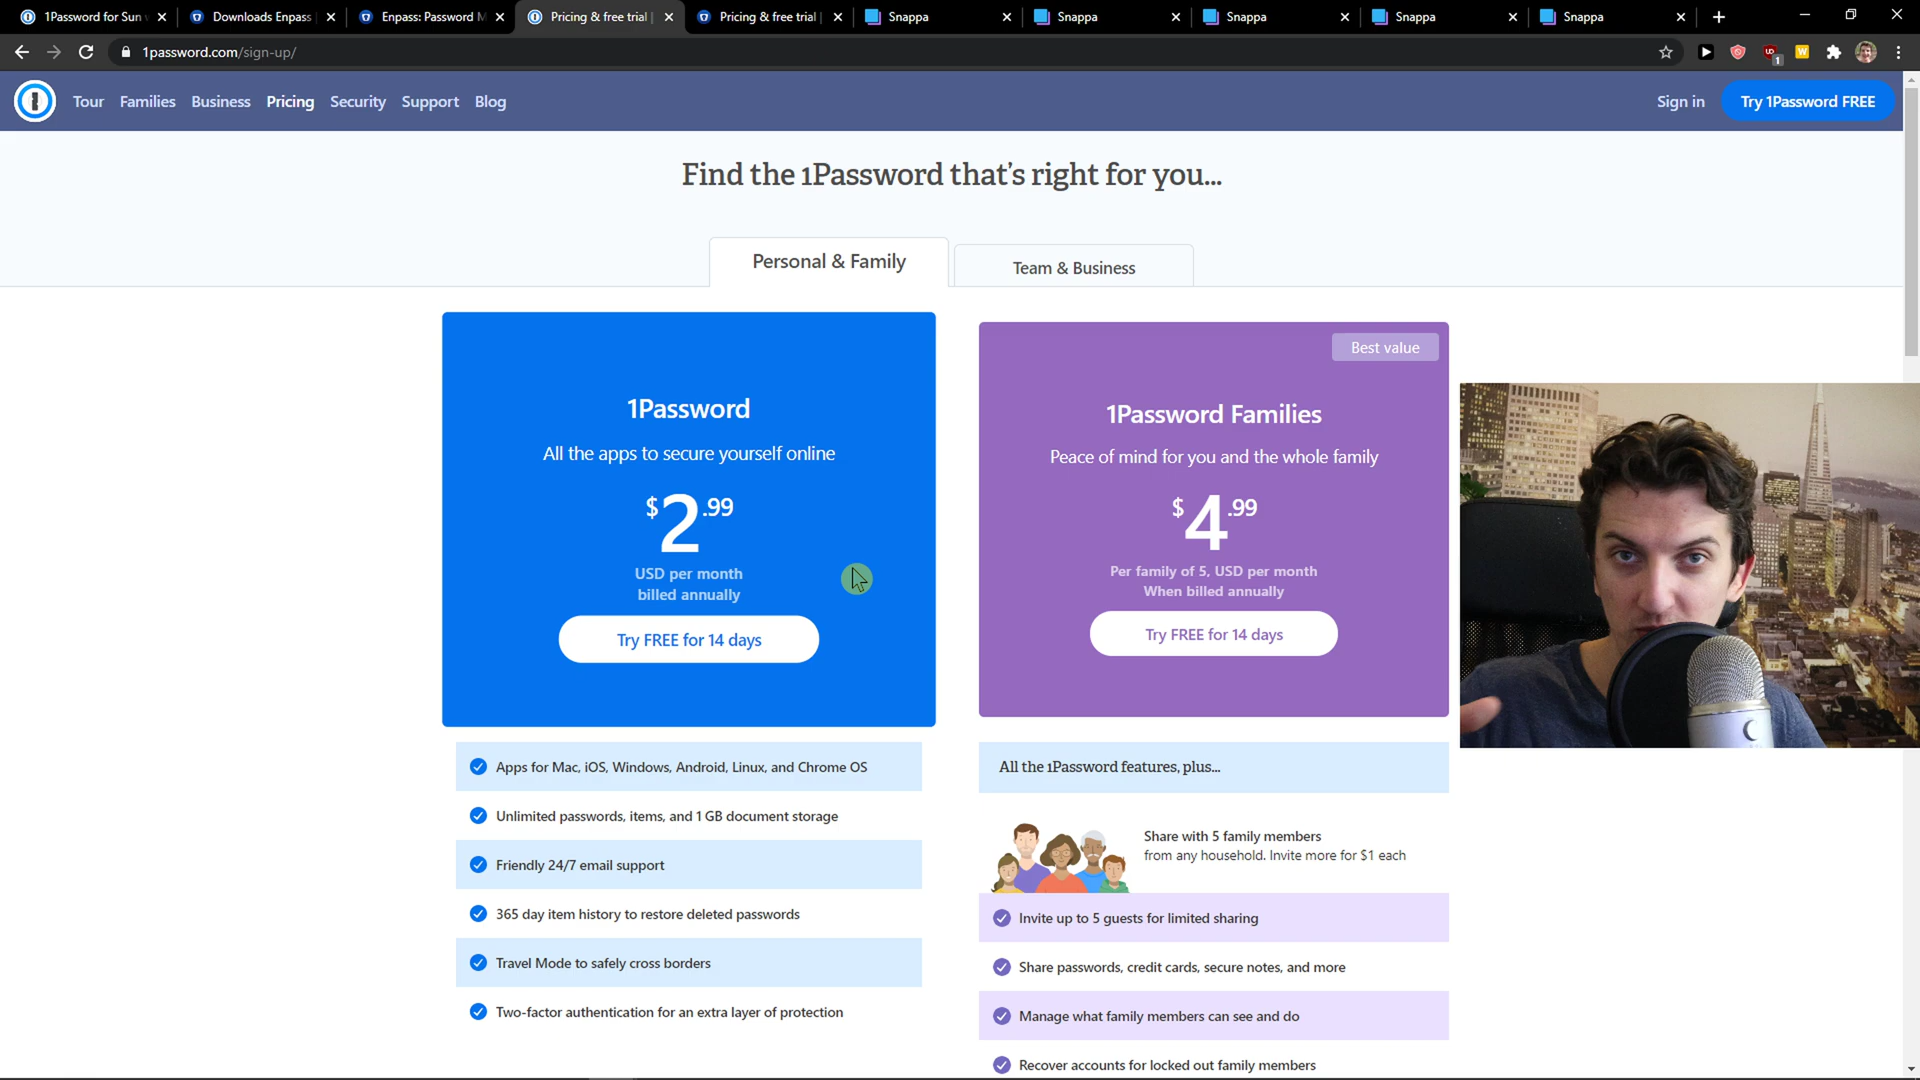 1Password for Sun
Downloads Enpass
Enpass: Password M
Pricing & free trial |
Pricing & free trial |
Snappa
Snappa
Snappa
Snappa
Snappa
1password.com/sign-up/
1
W
Tour
Families
Business
Pricing
Security
Support
Blog
Sign in
Try 1Password FREE
Find the 1Password that's right for you...
Personal & Family
Team & Business
1Password
All the apps to secure yourself online
$2.99
USD per month
billed annually
Try FREE for 14 days
Apps for Mac, iOS, Windows, Android, Linux, and Chrome OS
Unlimited passwords, items, and 1 GB document storage
Friendly 24/7 email support
365 day item history to restore deleted passwords
Travel Mode to safely cross borders
Two-factor authentication for an extra layer of protection
Best value
1Password Families
Peace of mind for you and the whole family
$4.99
Per family of 5, USD per month
When billed annually
Try FREE for 14 days
All the 1Password features, plus...
Share with 5 family members
from any household. Invite more for $1 each
Invite up to 5 guests for limited sharing
Share passwords, credit cards, secure notes, and more
Manage what family members can see and do
Recover accounts for locked out family members